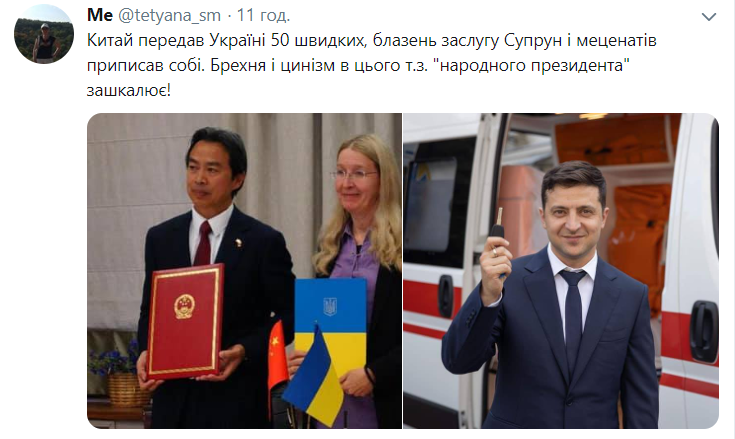 Me @tetyana_sm · 11 год.
Китай передав Україні 50 швидких, блазень заслугу Супрун і меценатів
приписав собі. Брехня і цинізм в цього т.з. "народного президента"
зашкалює!